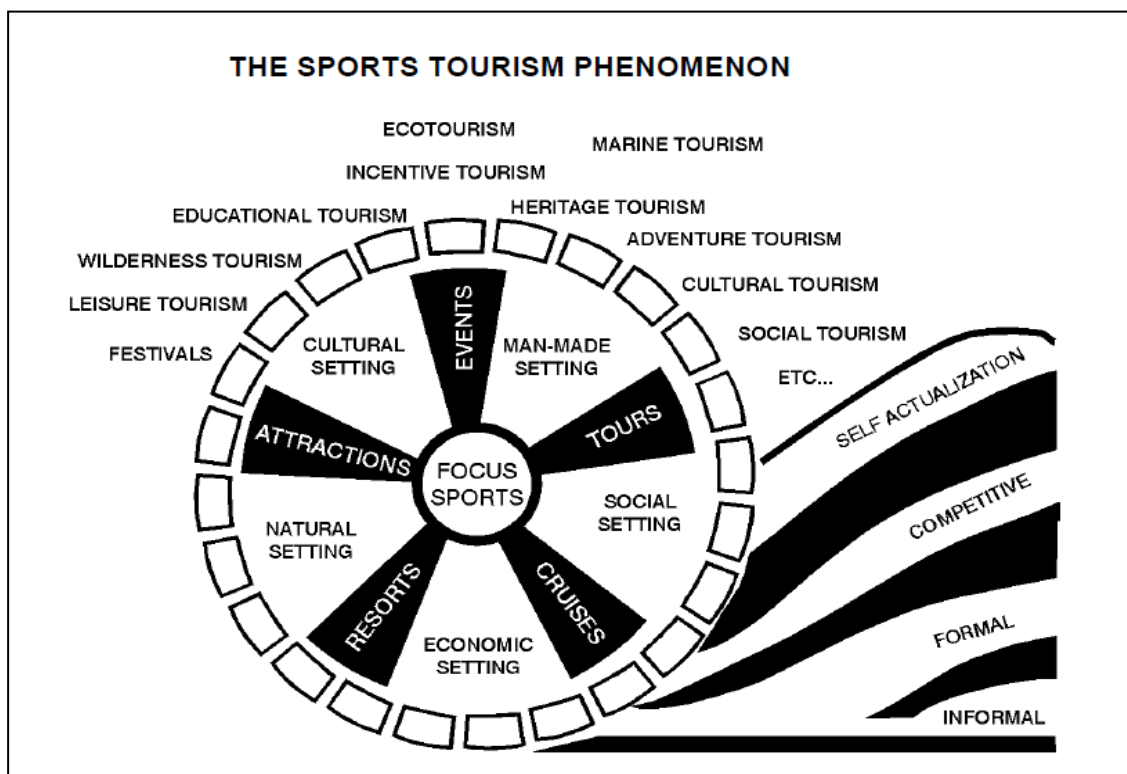 THE SPORTS TOURISM PHENOMENON
ECOTOURISM
MARINE TOURISM
INCENTIVE TOURISM
EDUCATIONAL TOURISM
HERITAGE TOURISM
ADVENTURE TOURISM
WILDERNESS TOURISM
CULTURAL TOURISM
LEISURE TOURISM
SOCIAL TOURISM
FESTIVALS
ETC...
EVENTS
CULTURAL
SETTING
MAN-MADE
SETTING
ATTRACTIONS
TOURS
FOCUS
SPORTS
NATURAL
SETTING
SOCIAL
SETTING
RESORTS
CRUISES
ECONOMIC
SETTING
SELF ACTUALIZATION
COMPETITIVE
FORMAL
INFORMAL